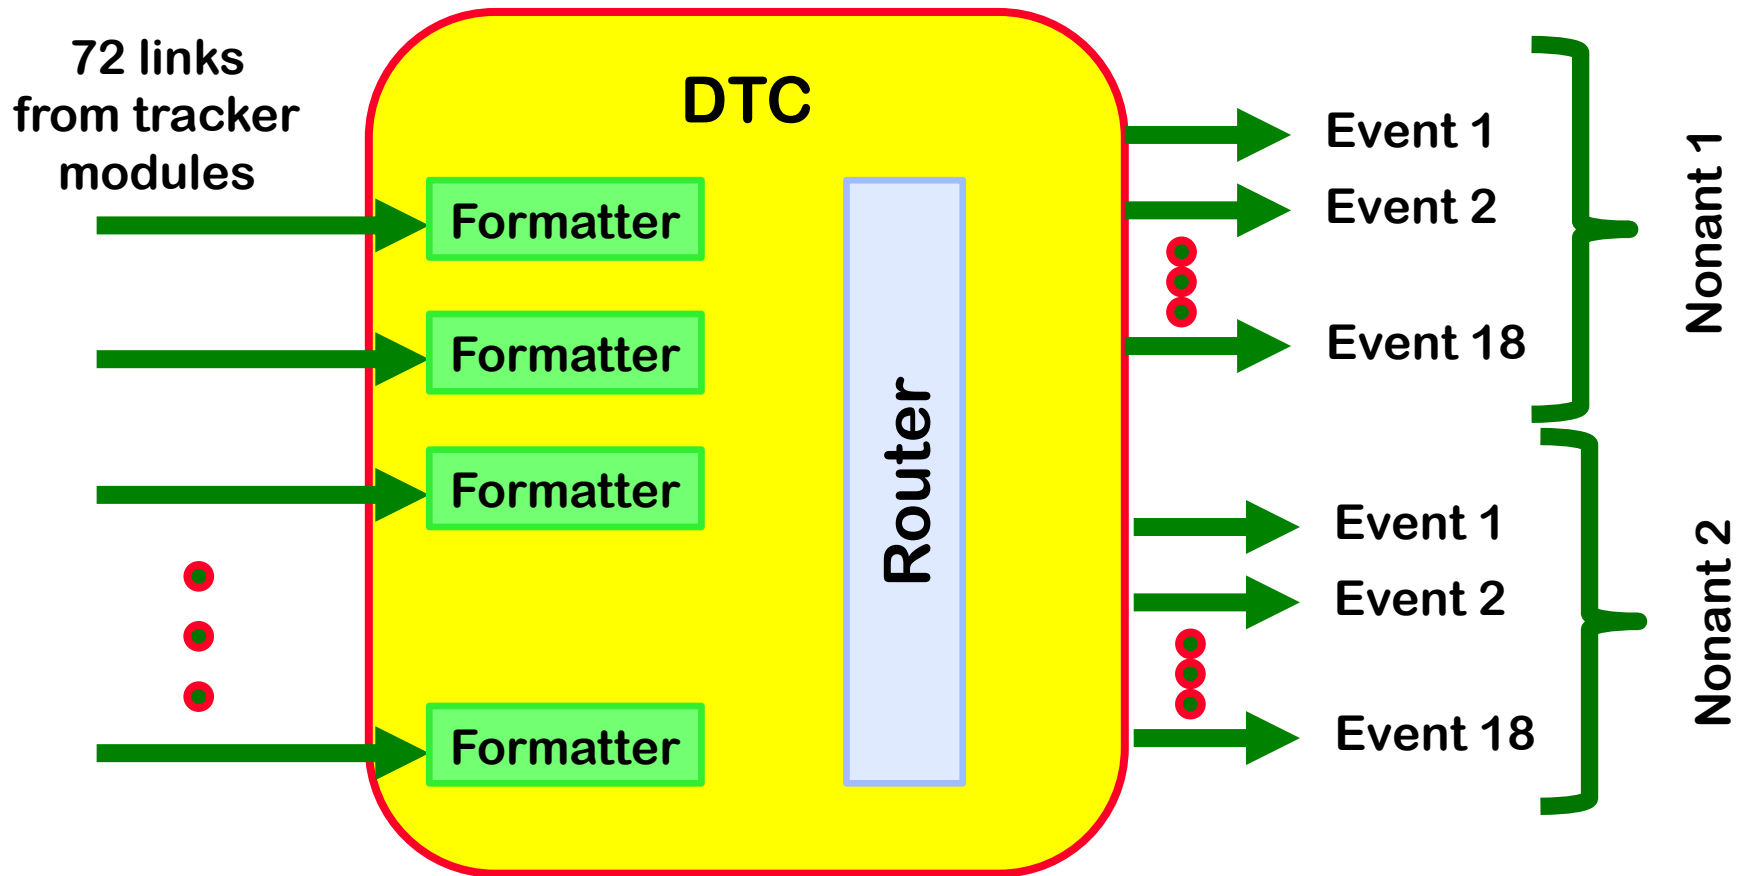 72 links
from tracker
modules
DTC
Formatter
Formatter
Formatter
Formatter
Router
Event 1
Event 2
Event 18
Nonant 1
Event 1
Event 2
Event 18
Nonant 2